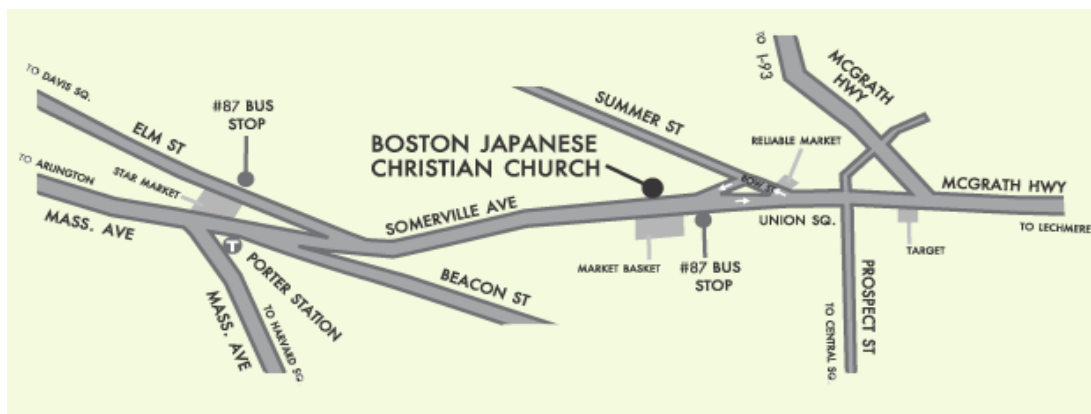 TO DAVIS SQ.
ELM ST
#87 BUS
STOP
TO ARLINGTON
STAR MARKET
MASS. AVE
T
PORTER STATION
MASS. AVE
TO HARVARD SQ.
BEACON ST
SOMERVILLE AVE
BOSTON JAPANESE
CHRISTIAN CHURCH
SUMMER ST
TO I-93
MCGRATH
HWY
RELIABLE MARKET
BOW ST
MCGRATH HWY
UNION SQ.
TO LECHMERE
MARKET BASKET
#87 BUS
STOP
TARGET
PROSPECT ST
TO CENTRAL SQ.